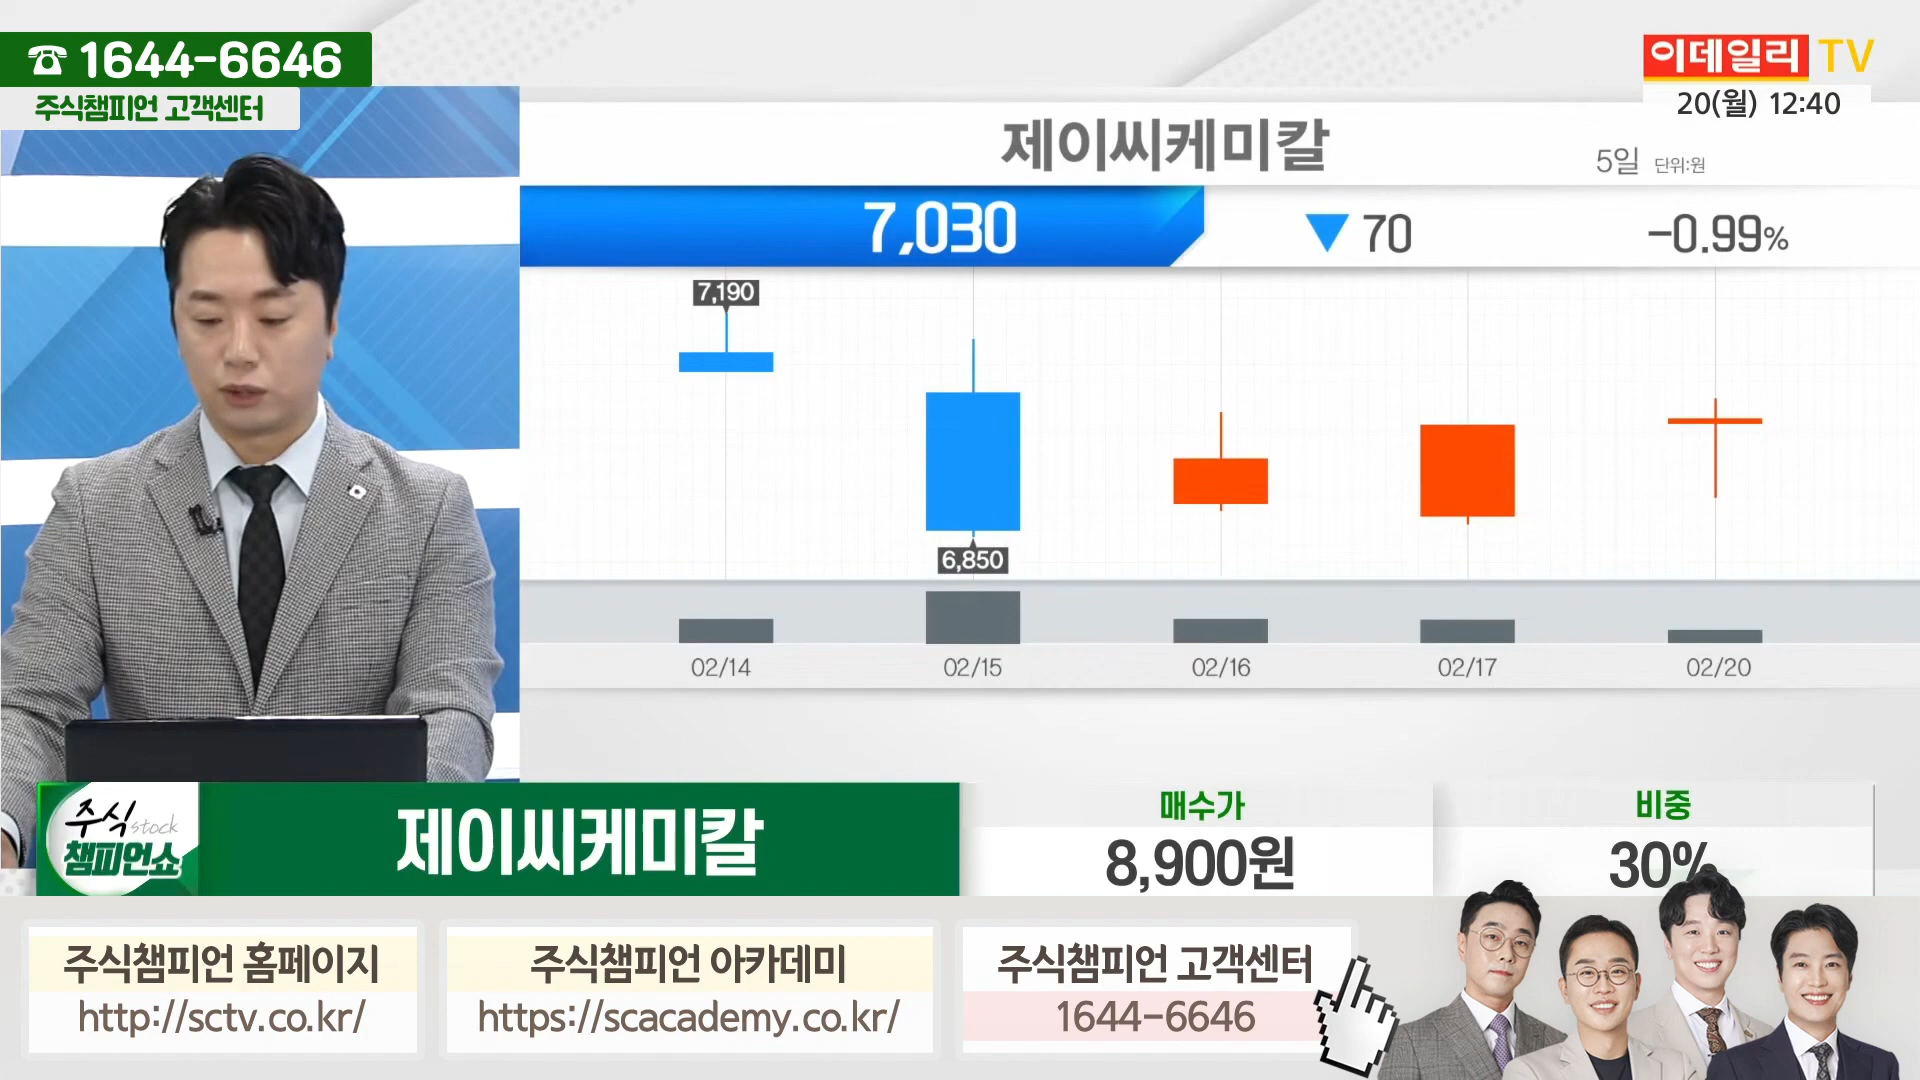 ☎ 1644-6646
주식챔피언 고객센터
이데일리 TV
20(월) 12:40
제이씨케미칼
5일 단위:원
7,030 ▼ 70 -0.99%
7,190
6,850
02/14 02/15 02/16 02/17 02/20
주식 stock
챔피언쇼
제이씨케미칼
매수가
8,900원
비중
30%
주식챔피언 홈페이지
http://sctv.co.kr/
주식챔피언 아카데미
https://scacademy.co.kr/
주식챔피언 고객센터
1644-6646